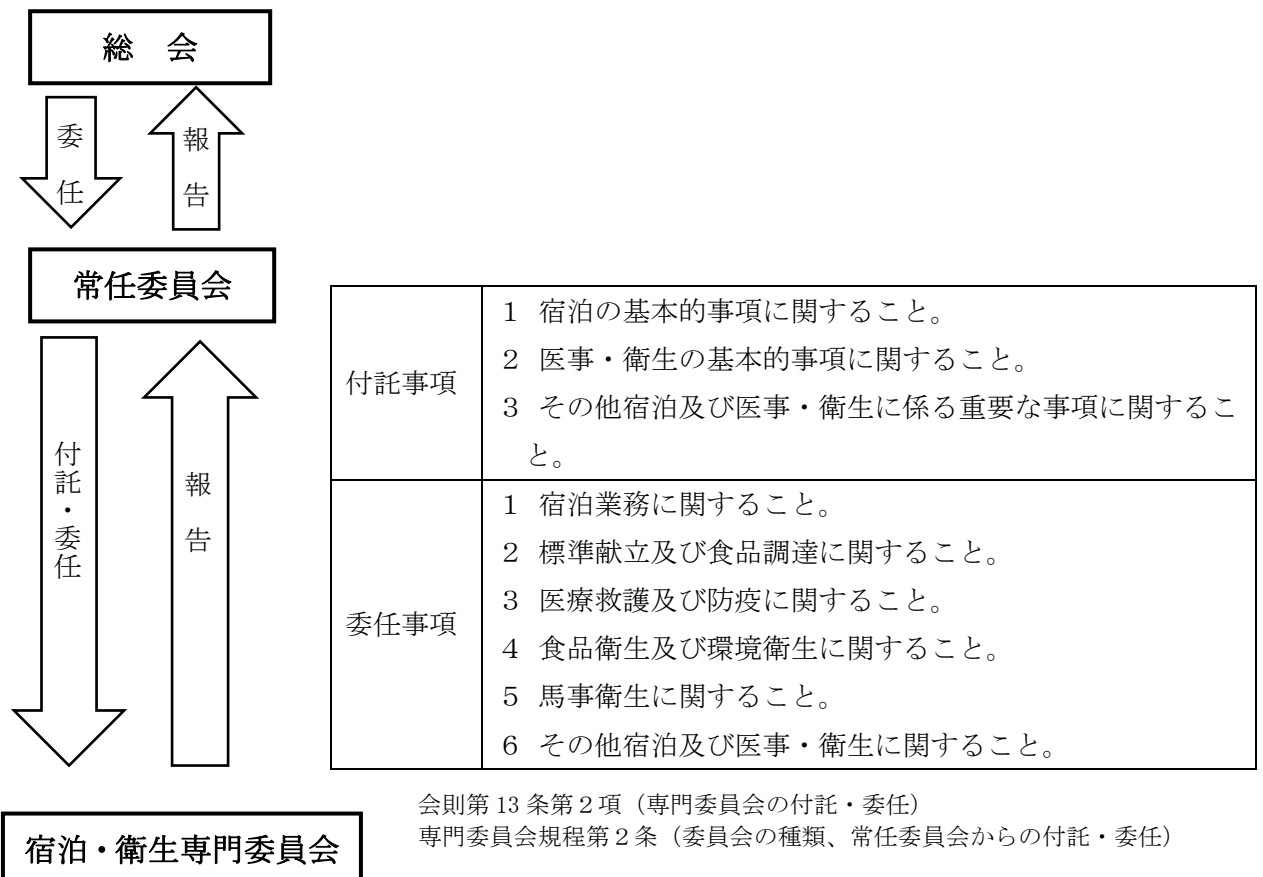 総　会
委任
報告
常任委員会
付託・委任
報告
付託事項
１ 宿泊の基本的事項に関すること。
２ 医事・衛生の基本的事項に関すること。
３ その他宿泊及び医事・衛生に係る重要な事項に関するこ
と。
委任事項
１ 宿泊業務に関すること。
２ 標準献立及び食品調達に関すること。
３ 医療救護及び防疫に関すること。
４ 食品衛生及び環境衛生に関すること。
５ 馬事衛生に関すること。
６ その他宿泊及び医事・衛生に関すること。
会則第 13 条第２項（専門委員会の付託・委任）
専門委員会規程第２条（委員会の種類、常任委員会からの付託・委任）
宿泊・衛生専門委員会